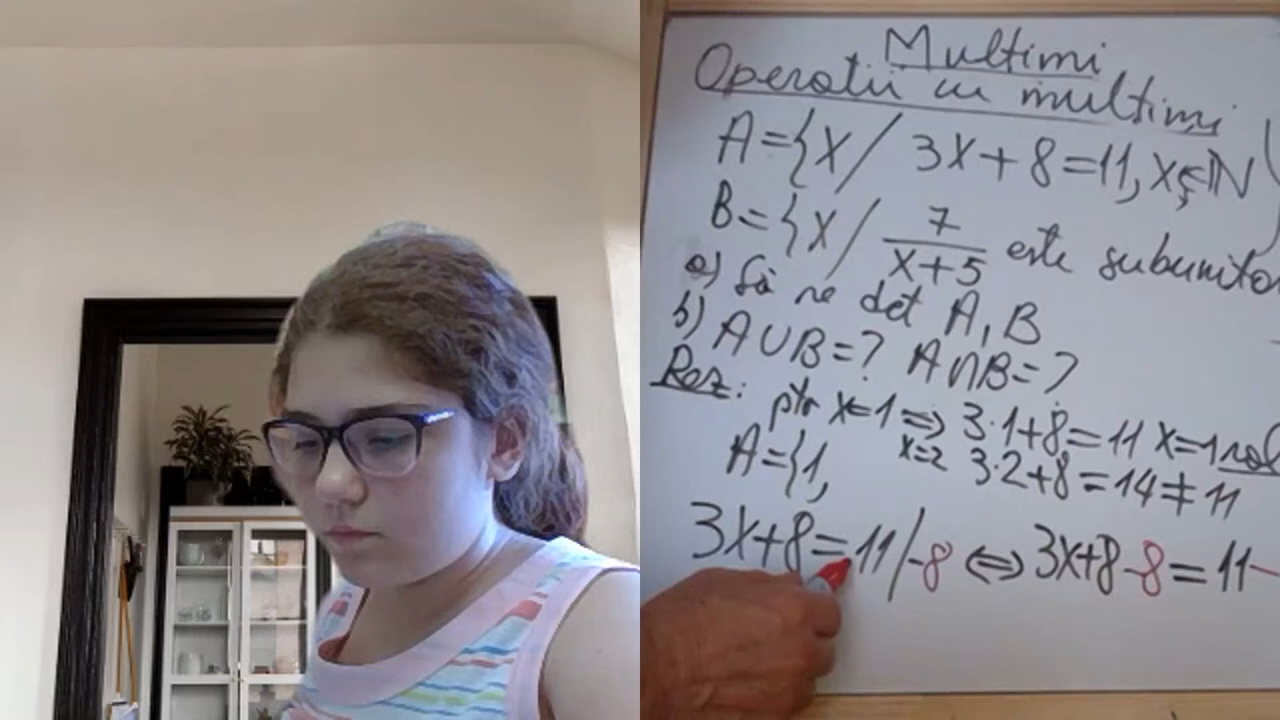 Multimi
Operatii cu multimi
A={X/ 3X+8=11, X∈ℕ
B={X/ 7/(X+5) este subunitar
a) Să se det A, B
b) A∪B=? A∩B=?
Rez: ptr x=1 ⇒ 3·1+8=11 x=1 sol
A={1, x=2 3·2+8=14≠11
3X+8=11/-8 ⇔ 3X+8-8=11-